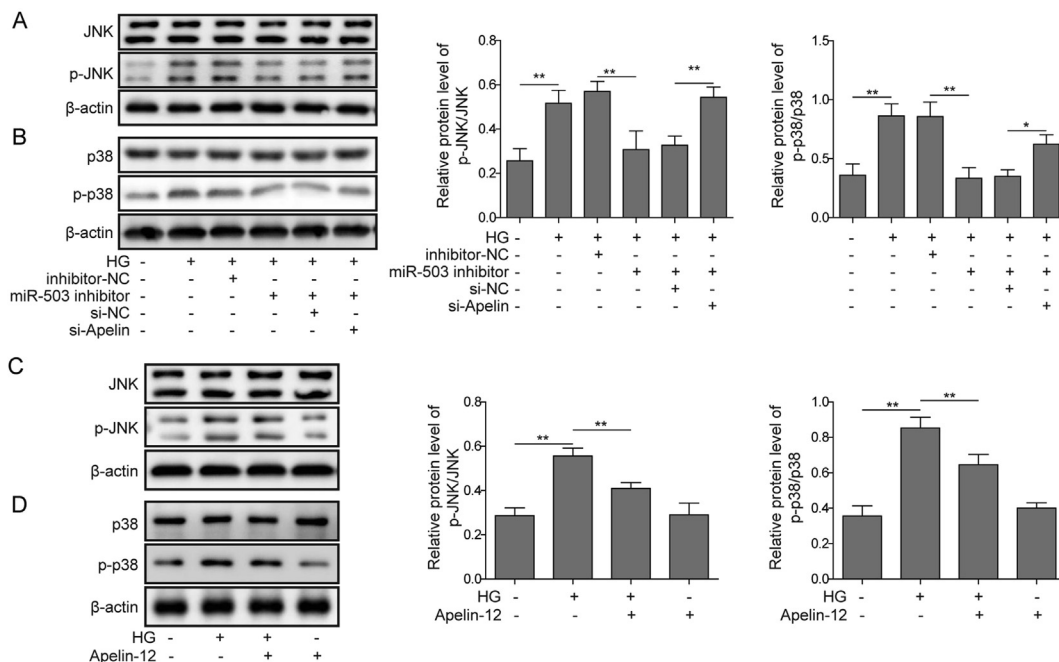 A
JNK
p-JNK
β-actin
B
p38
p-p38
β-actin
HG - + + + + +
inhibitor-NC - - + - - -
miR-503 inhibitor - - - + + +
si-NC - - - - + -
si-Apelin - - - - - +
Relative protein level of
p-JNK/JNK
0.8
0.6
0.4
0.2
0.0
** ** **
HG - + + + + +
inhibitor-NC - - + - - -
miR-503 inhibitor - - - + + +
si-NC - - - - + -
si-Apelin - - - - - +
Relative protein level of
p-p38/p38
1.5
1.0
0.5
0.0
** ** *
- + + + + +
- - + - - -
- - - + + +
- - - - + -
- - - - - +
C
JNK
p-JNK
β-actin
D
p38
p-p38
β-actin
HG - + + -
Apelin-12 - - + +
Relative protein level of
p-JNK/JNK
0.8
0.6
0.4
0.2
0.0
** **
HG - + + -
Apelin-12 - - + +
Relative protein level of
p-p38/p38
1.0
0.8
0.6
0.4
0.2
0.0
** **
HG - + + -
Apelin-12 - - + +